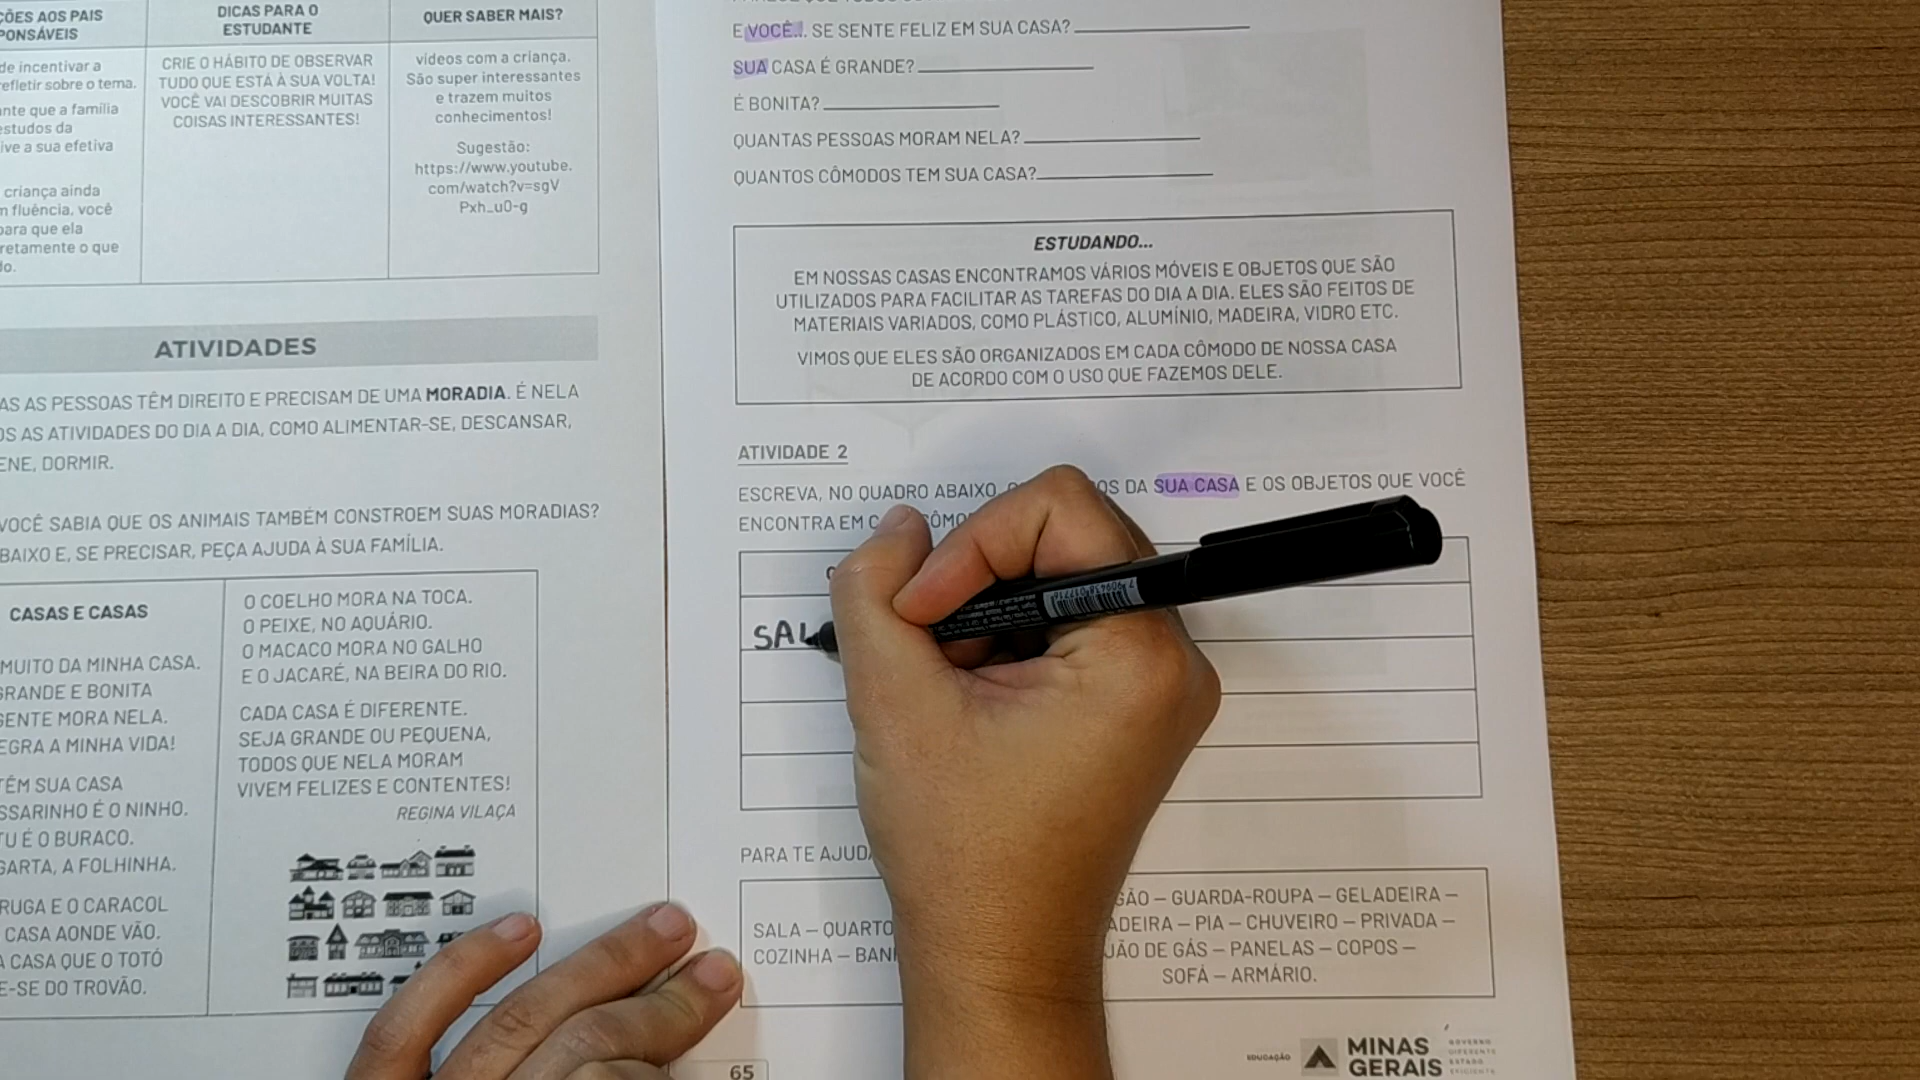 ÇÕES AOS PAIS
PONSÁVEIS
DICAS PARA O
ESTUDANTE
QUER SABER MAIS?
de incentivar a
refletir sobre o tema.
ante que a família
estudos da
ive a sua efetiva
criança ainda
m fluência, você
para que ela
retamente o que
do.
CRIE O HÁBITO DE OBSERVAR
TUDO QUE ESTÁ À SUA VOLTA!
VOCÊ VAI DESCOBRIR MUITAS
COISAS INTERESSANTES!
vídeos com a criança.
São super interessantes
e trazem muitos
conhecimentos!
Sugestão:
https://www.youtube.
com/watch?v=sgV
Pxh_u0-g
ATIVIDADES
AS AS PESSOAS TÊM DIREITO E PRECISAM DE UMA MORADIA. É NELA
OS AS ATIVIDADES DO DIA A DIA, COMO ALIMENTAR-SE, DESCANSAR,
ENE, DORMIR.
VOCÊ SABIA QUE OS ANIMAIS TAMBÉM CONSTROEM SUAS MORADIAS?
BAIXO E, SE PRECISAR, PEÇA AJUDA À SUA FAMÍLIA.
CASAS E CASAS
MUITO DA MINHA CASA.
GRANDE E BONITA
GENTE MORA NELA.
EGRA A MINHA VIDA!
TÊM SUA CASA
SSARINHO É O NINHO.
TU É O BURACO.
GARTA, A FOLHINHA.
RUGA E O CARACOL
CASA AONDE VÃO.
A CASA QUE O TOTÓ
E-SE DO TROVÃO.
O COELHO MORA NA TOCA.
O PEIXE, NO AQUÁRIO.
O MACACO MORA NO GALHO
E O JACARÉ, NA BEIRA DO RIO.
CADA CASA É DIFERENTE.
SEJA GRANDE OU PEQUENA,
TODOS QUE NELA MORAM
VIVEM FELIZES E CONTENTES!
REGINA VILAÇA
E VOCÊ... SE SENTE FELIZ EM SUA CASA?
SUA CASA É GRANDE?
É BONITA?
QUANTAS PESSOAS MORAM NELA?
QUANTOS CÔMODOS TEM SUA CASA?
ESTUDANDO...
EM NOSSAS CASAS ENCONTRAMOS VÁRIOS MÓVEIS E OBJETOS QUE SÃO
UTILIZADOS PARA FACILITAR AS TAREFAS DO DIA A DIA. ELES SÃO FEITOS DE
MATERIAIS VARIADOS, COMO PLÁSTICO, ALUMÍNIO, MADEIRA, VIDRO ETC.
VIMOS QUE ELES SÃO ORGANIZADOS EM CADA CÔMODO DE NOSSA CASA
DE ACORDO COM O USO QUE FAZEMOS DELE.
ATIVIDADE 2
ESCREVA, NO QUADRO ABAIXO, OS DA SUA CASA E OS OBJETOS QUE VOCÊ
ENCONTRA EM C CÔMO
SAL
PARA TE AJUDA
SALA – QUARTO
COZINHA – BAN
GÃO – GUARDA-ROUPA – GELADEIRA –
ADEIRA – PIA – CHUVEIRO – PRIVADA –
JÃO DE GÁS – PANELAS – COPOS –
SOFÁ – ARMÁRIO.
65
EDUCAÇÃO
MINAS
GERAIS
GOVERNO
DIFERENTE
ESTADO
EFICIENTE